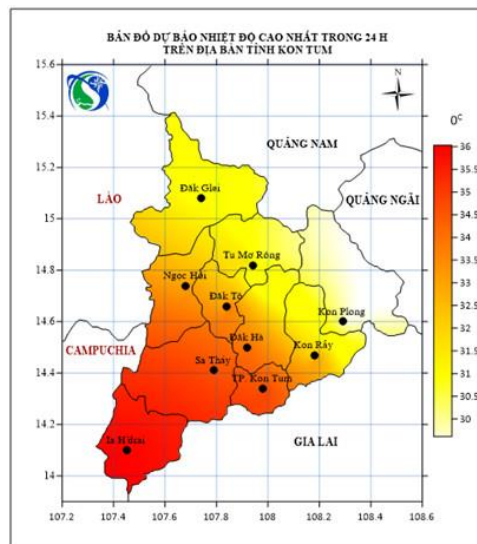 BẢN ĐỒ DỰ BÁO NHIỆT ĐỘ CAO NHẤT TRONG 24 H
TRÊN ĐỊA BÀN TỈNH KON TUM
15.6
15.4
15.2
15
14.8
14.6
14.4
14.2
14
N
QUẢNG NAM
QUẢNG NGÃI
LÀO
Đăk Glei
Tu Mơ Rông
Ngọc Hồi
Đăk Tô
Kon Plong
CAMPUCHIA
Đăk Hà
Kon Rẫy
Sa Thầy
TP. Kon Tum
Ia H'drai
GIA LAI
107.2 107.4 107.6 107.8 108 108.2 108.4 108.6
0C
36
35.5
35
34.5
34
33.5
33
32.5
32
31.5
31
30.5
30